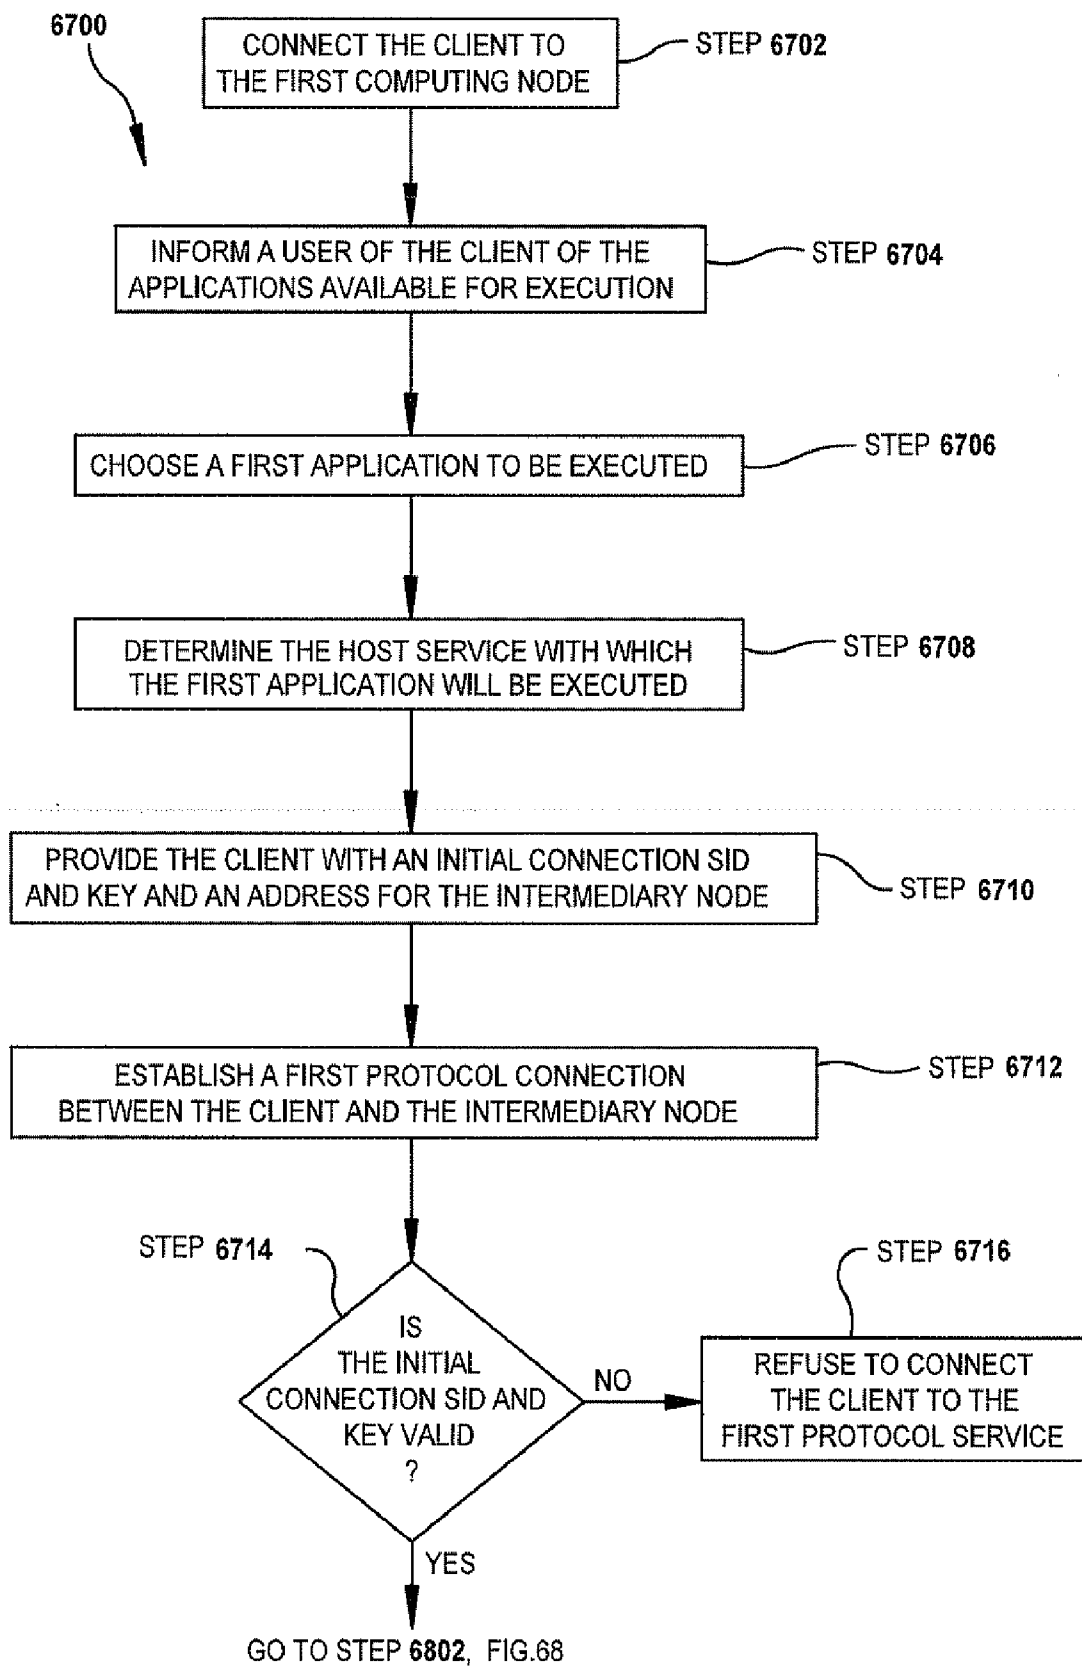 6700
CONNECT THE CLIENT TO
THE FIRST COMPUTING NODE
STEP 6702
INFORM A USER OF THE CLIENT OF THE
APPLICATIONS AVAILABLE FOR EXECUTION
STEP 6704
CHOOSE A FIRST APPLICATION TO BE EXECUTED
STEP 6706
DETERMINE THE HOST SERVICE WITH WHICH
THE FIRST APPLICATION WILL BE EXECUTED
STEP 6708
PROVIDE THE CLIENT WITH AN INITIAL CONNECTION SID
AND KEY AND AN ADDRESS FOR THE INTERMEDIARY NODE
STEP 6710
ESTABLISH A FIRST PROTOCOL CONNECTION
BETWEEN THE CLIENT AND THE INTERMEDIARY NODE
STEP 6712
STEP 6714
IS
THE INITIAL
CONNECTION SID AND
KEY VALID
?
NO
STEP 6716
REFUSE TO CONNECT
THE CLIENT TO THE
FIRST PROTOCOL SERVICE
YES
GO TO STEP 6802, FIG.68